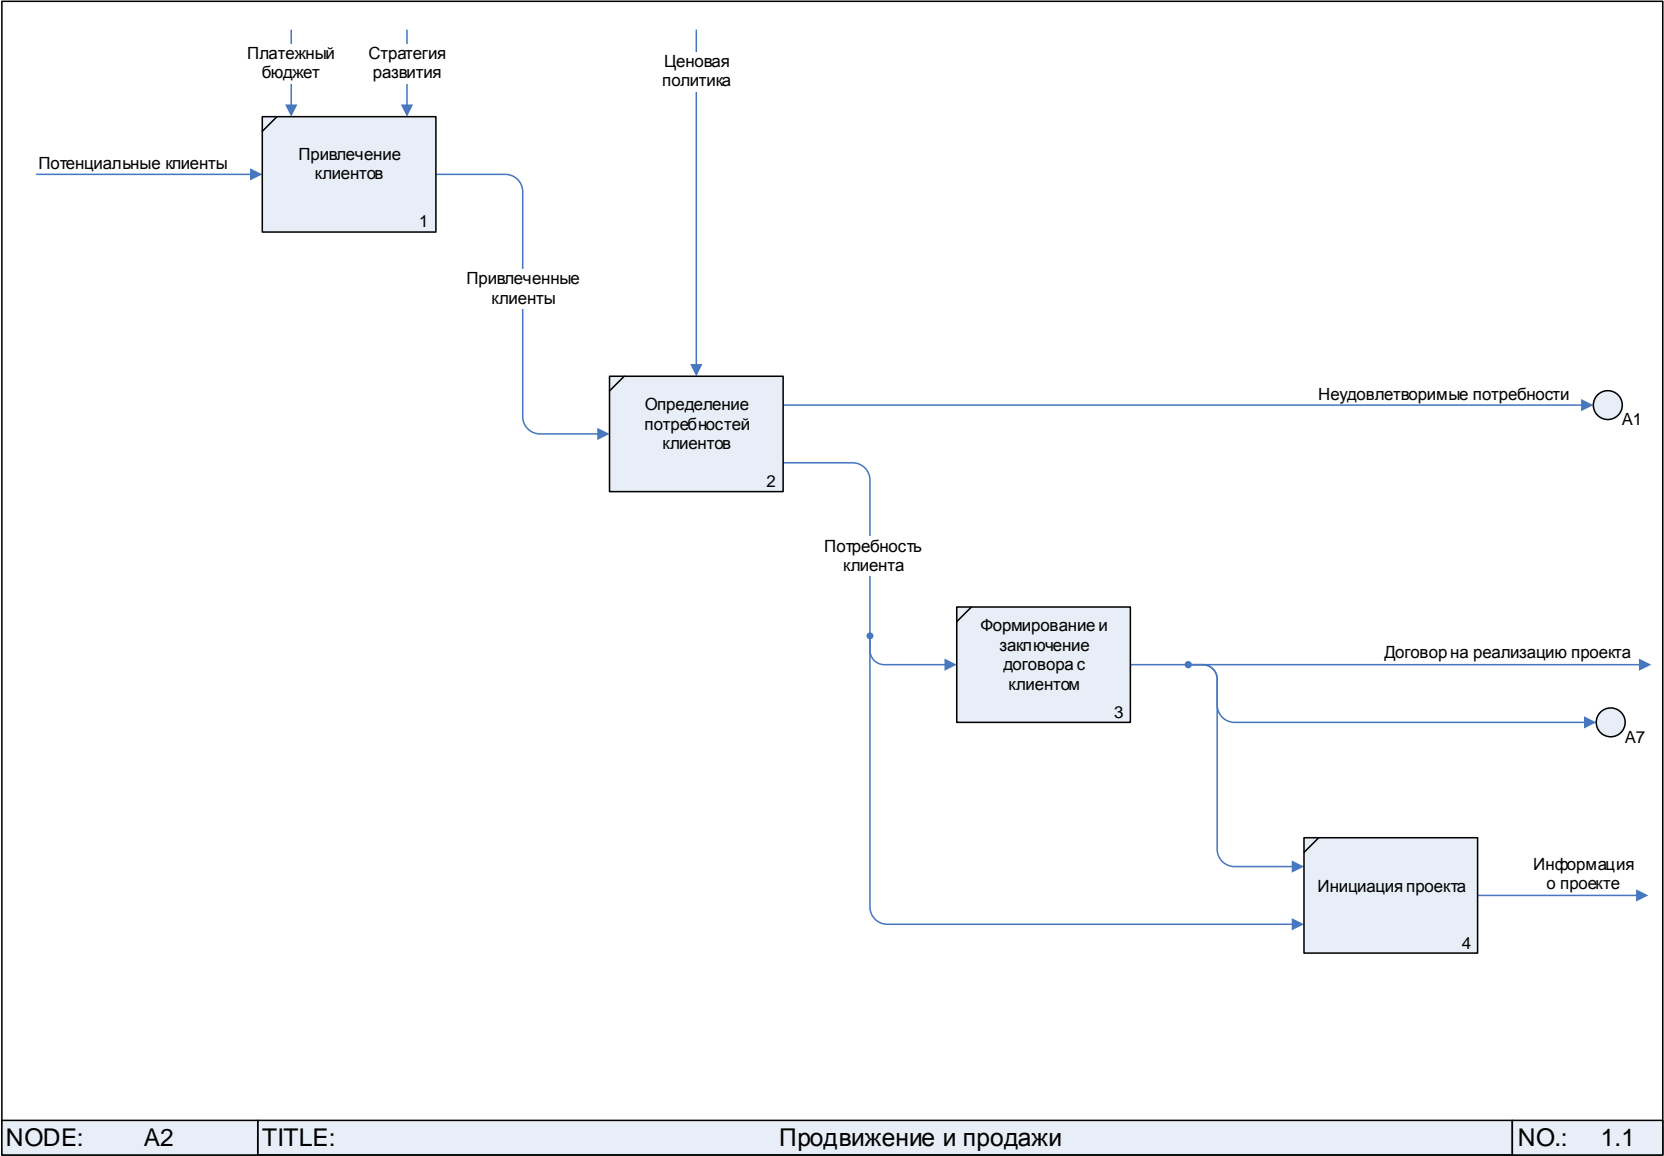 Платежный
бюджет
Стратегия
развития
Ценовая
политика
Потенциальные клиенты
Привлечение
клиентов
1
Привлеченные
клиенты
Определение
потребностей
клиентов
2
Неудовлетворимые потребности
A1
Потребность
клиента
Формирование и
заключение
договора с
клиентом
3
Договор на реализацию проекта
A7
Инициация проекта
4
Информация
о проекте
NODE: A2 TITLE: Продвижение и продажи NO.: 1.1